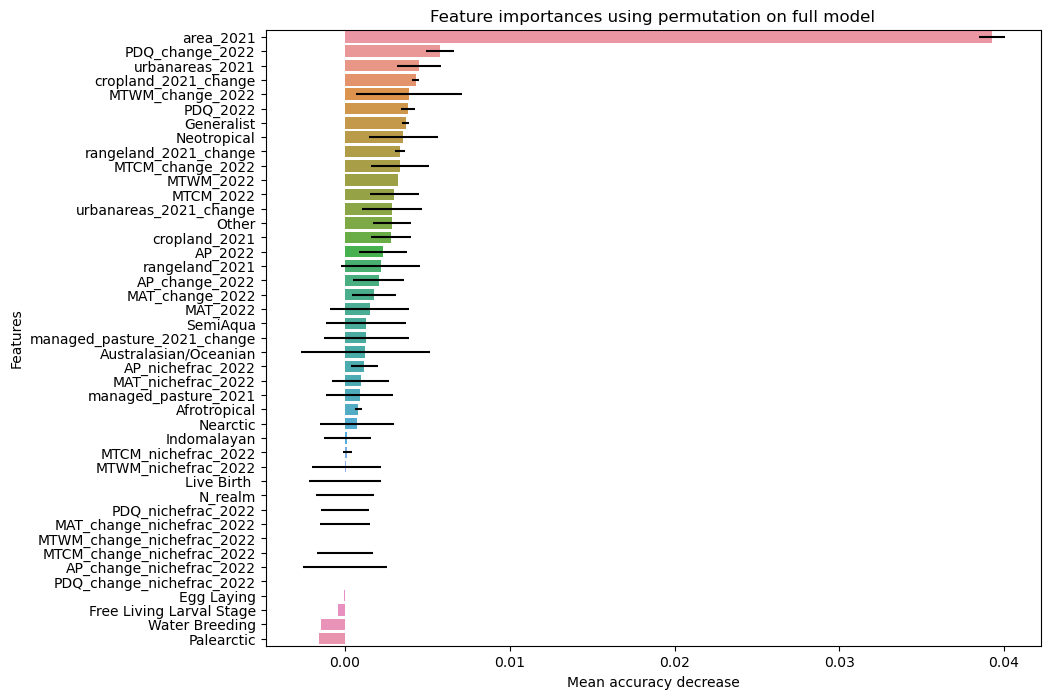 Feature importances using permutation on full model
area_2021
PDQ_change_2022
urbanareas_2021
cropland_2021_change
MTWM_change_2022
PDQ_2022
Generalist
Neotropical
rangeland_2021_change
MTCM_change_2022
MTWM_2022
MTCM_2022
urbanareas_2021_change
Other
cropland_2021
AP_2022
rangeland_2021
AP_change_2022
MAT_change_2022
MAT_2022
SemiAqua
managed_pasture_2021_change
Australasian/Oceanian
AP_nichefrac_2022
MAT_nichefrac_2022
managed_pasture_2021
Afrotropical
Nearctic
Indomalayan
MTCM_nichefrac_2022
MTWM_nichefrac_2022
Live Birth
N_realm
PDQ_nichefrac_2022
MAT_change_nichefrac_2022
MTWM_change_nichefrac_2022
MTCM_change_nichefrac_2022
AP_change_nichefrac_2022
PDQ_change_nichefrac_2022
Egg Laying
Free Living Larval Stage
Water Breeding
Palearctic
Features
0.00 0.01 0.02 0.03 0.04
Mean accuracy decrease